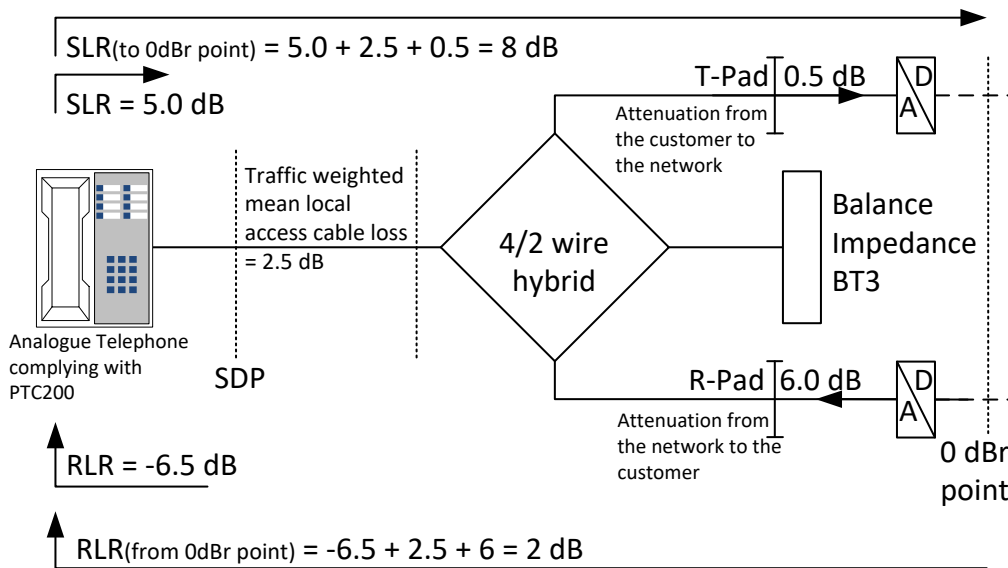 SLR(to 0dBr point) = 5.0 + 2.5 + 0.5 = 8 dB
SLR = 5.0 dB
T-Pad 0.5 dB
D
A
Attenuation from
the customer to
the network
Traffic weighted
mean local
access cable loss
= 2.5 dB
4/2 wire
hybrid
Balance
Impedance
BT3
Analogue Telephone
complying with
PTC200
SDP
R-Pad 6.0 dB
D
A
Attenuation from
the network to the
customer
0 dBr
point
RLR = -6.5 dB
RLR(from 0dBr point) = -6.5 + 2.5 + 6 = 2 dB